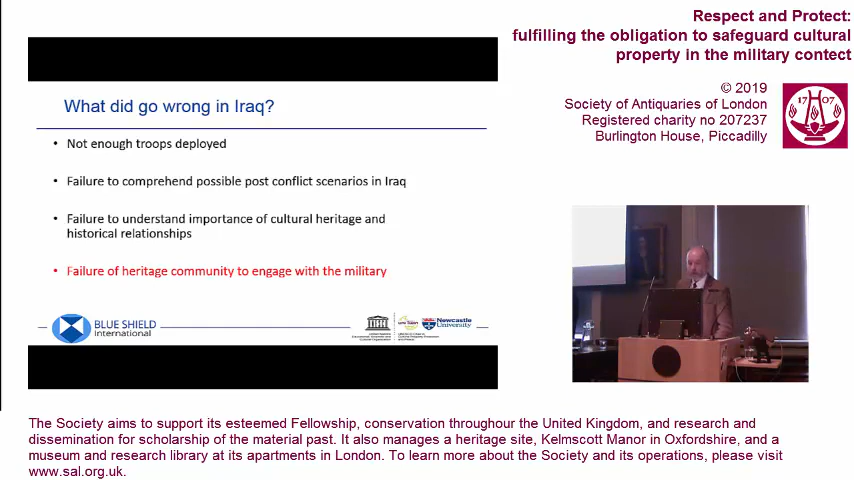 Respect and Protect:
fulfilling the obligation to safeguard cultural
property in the military contect
© 2019
Society of Antiquaries of London
Registered charity no 207237
Burlington House, Piccadilly
17 07
What did go wrong in Iraq?
• Not enough troops deployed
• Failure to comprehend possible post conflict scenarios in Iraq
• Failure to understand importance of cultural heritage and
historical relationships
• Failure of heritage community to engage with the military
BLUE SHIELD
International
Newcastle
University
The Society aims to support its esteemed Fellowship, conservation throughour the United Kingdom, and research and
dissemination for scholarship of the material past. It also manages a heritage site, Kelmscott Manor in Oxfordshire, and a
museum and research library at its apartments in London. To learn more about the Society and its operations, please visit
www.sal.org.uk.